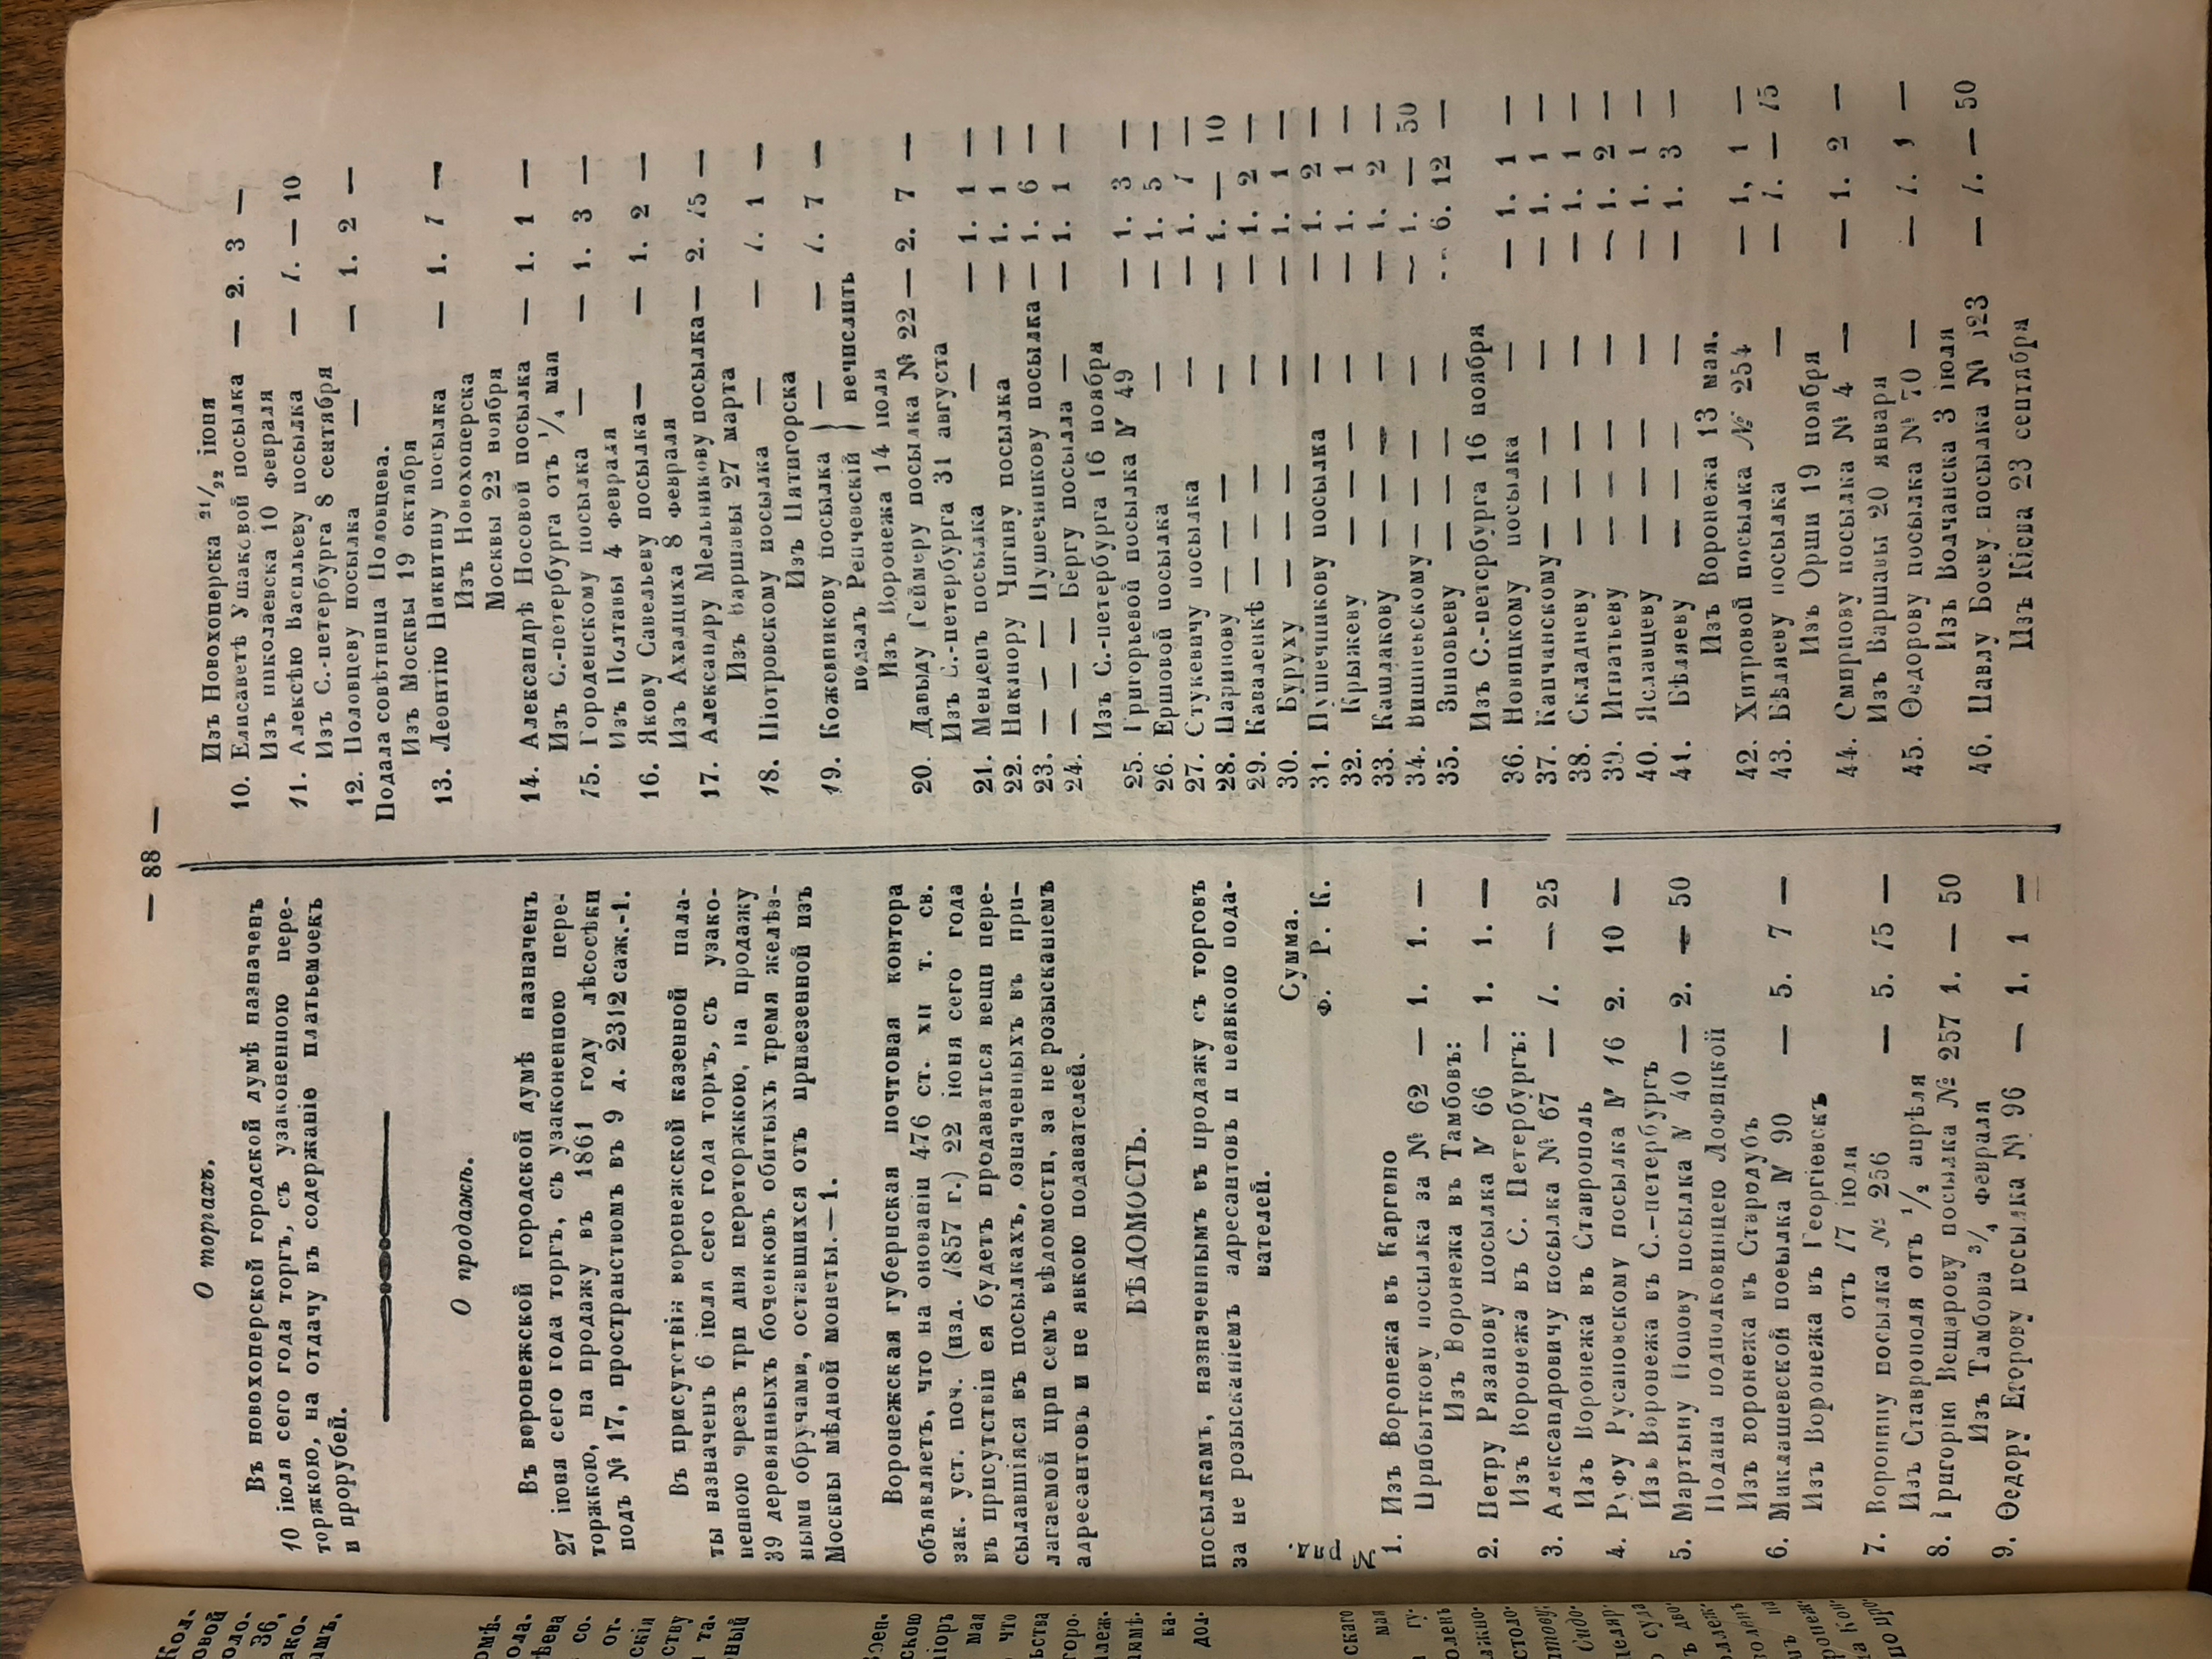 — 88 —
О торгахъ.
Въ новохоперской городской думѣ назначенъ
10 іюля сего года торгъ, съ узаконенною пере-
торжкою, на отдачу въ содержаніе платьемоекъ
и прорубей.
О продажѣ.
Въ воронежской городской думѣ назначенъ
27 іюня сего года торгъ, съ узаконенною пере-
торжкою, на продажу въ 1861 году лѣсосѣки
подъ № 17, пространствомъ въ 9 д. 2312 саж.-1.
Въ присутствіи воронежской казенной пала-
ты назначенъ 6 іюля сего года торгъ, съ узако-
ненною чрезъ три дня переторжкою, на продажу
39 деревянныхъ боченковъ обитыхъ тремя желѣз-
ными обручами, оставшихся отъ привезенной изъ
Москвы мѣдной монеты.—1.
Воронежская губернская почтовая контора
объявляетъ, что на онованіи 476 ст. XII т. св.
зак. уст. поч. (изд. 1857 г.) 22 іюня сего года
въ присутствіи ея будетъ продаваться вещи пере-
сылавшіяся въ посылкахъ, означенныхъ въ при-
лагаемой при семъ вѣдомости, за не розысканіемъ
адресантовъ и не явкою подавателей.
ВѢДОМОСТЬ.
посылкамъ, назначеннымъ въ продажу съ торговъ
за не розысканіемъ адресантовъ и неявкою пода-
вателей.
№ ряд.
Сумма.
Ф. Р. К.
1. Изъ Воронежа въ Каргино
Прибыткову посылка за № 62 — 1. 1. —
Изъ Воронежа въ Тамбовъ:
2. Петру Рязанову посылка № 66 — 1. 1. —
Изъ Воронежа въ С. Петербургъ:
3. Александровичу посылка № 67 — 1. — 25
Изъ Воронежа въ Ставрополь
4. Руфу Русановскому посылка № 16 2. 10 —
Изъ Воронежа въ С.-петербургъ
5. Мартыну Попову посылка № 40 — 2. — 50
Подана подполковницею Лофицкой
Изъ воронежа въ Стародубъ
6. Миклашевской поеылка № 90 — 5. 7 —
Изъ Воронежа въ Георгіевскъ
отъ 17 іюля
7. Воронину посылка № 256 — 5. 15 —
Изъ Ставрополя отъ 1/2 апрѣля
8. Григорію Вещарову посылка № 257 1. — 50
Изъ Тамбова 3/4 февраля
9. Ѳедору Егорову посылка № 96 — 1. 1 —
Изъ Новохоперска 21/22 іюня
10. Елисаветѣ Ушаковой посылка — 2. 3 —
Изъ николаевска 10 февраля
11. Алексѣю Васильеву посылка — 1. — 10
Изъ С.-петербурга 8 сентября
12. Половцеву посылка — — 1. 2 —
Подала совѣтница Половцева.
Изъ Москвы 19 октября
13. Леонтію Никитину посылка — 1. 1 —
Изъ Новохоперска
Москвы 22 ноября
14. Александрѣ Носовой посылка — 1. 1 —
Изъ С.-петербурга отъ 1/4 мая
15. Городенскому посылка — — 1. 3 —
Изъ Полтавы 4 февраля
16. Якову Савельеву посылка — — 1. 2 —
Изъ Ахалциха 8 февраля
17. Александру Мельникову посылка — 2. 15 —
Изъ Варшавы 27 марта
18. Піотровскому посылка — — 1. 1 —
Изъ Пятигорска
19. Кожевникову посылка } — — 1. 7 —
подалъ Репчевскій } нечислить
Изъ Воронежа 14 іюля
20. Давыду Геймеру посылка № 22 — 2. 7 —
Изъ С.-петербурга 31 августа
21. Менденъ посылка — — 1. 1 —
22. Никанору Чигину посылка — 1. 1 —
23. — — — Пушечникову посылка — 1. 6 —
24. — — — Бергу посылла — — 1. 1 —
Изъ С.-петербурга 16 ноября
25. Григорьевой посылка № 49 — 1. 3 —
26. Ершовой посылка — — 1. 5 —
27. Стукевичу посылка — — 1. 1 —
28. Паринову — — — — — 1. — 10
29. Каваленкѣ — — — — — 1. 2 —
30. Буруху — — — — — 1. 1 —
31. Пушечникову посылка — — 1. 2 —
32. Крыжеву — — — — — 1. 1 —
33. Кашлакову — — — — — 1. 2 —
34. Вишневскому — — — — — 1. — 50
35. Зиновьеву — — — — — 6. 12 —
Изъ С.-петербурга 16 ноября
36. Новицкому посылка — — 1. 1 —
37. Капчанскому — — — — — 1. 1 —
38. Складневу — — — — — 1. 1 —
39. Игнатьеву — — — — — 1. 2 —
40. Яславцеву — — — — — 1. 1 —
41. Бѣляеву — — — — — 1. 3 —
Изъ Воронежа 13 мая.
42. Хитровой посылка № 254 — 1, 1 —
43. Бѣляеву посылка — — 1. — 15
Изъ Орши 19 ноября
44. Смирнову посылка № 4 — — 1. 2 —
Изъ Варшавы 20 января
45. Ѳедорову посылка № 70 — — 1. 1 —
Изъ Волчанска 3 іюля
46. Павлу Боеву посылка № 123 — 1. — 50
Изъ Кіева 23 сентября